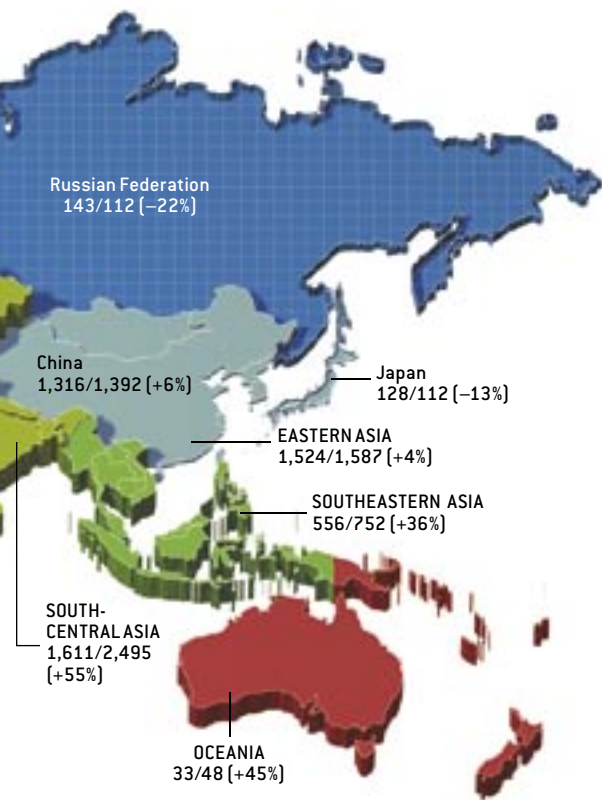 Russian Federation
143/112 (–22%)
China
1,316/1,392 (+6%)
Japan
128/112 (–13%)
EASTERN ASIA
1,524/1,587 (+4%)
SOUTHEASTERN ASIA
556/752 (+36%)
SOUTH-
CENTRAL ASIA
1,611/2,495
(+55%)
OCEANIA
33/48 (+45%)